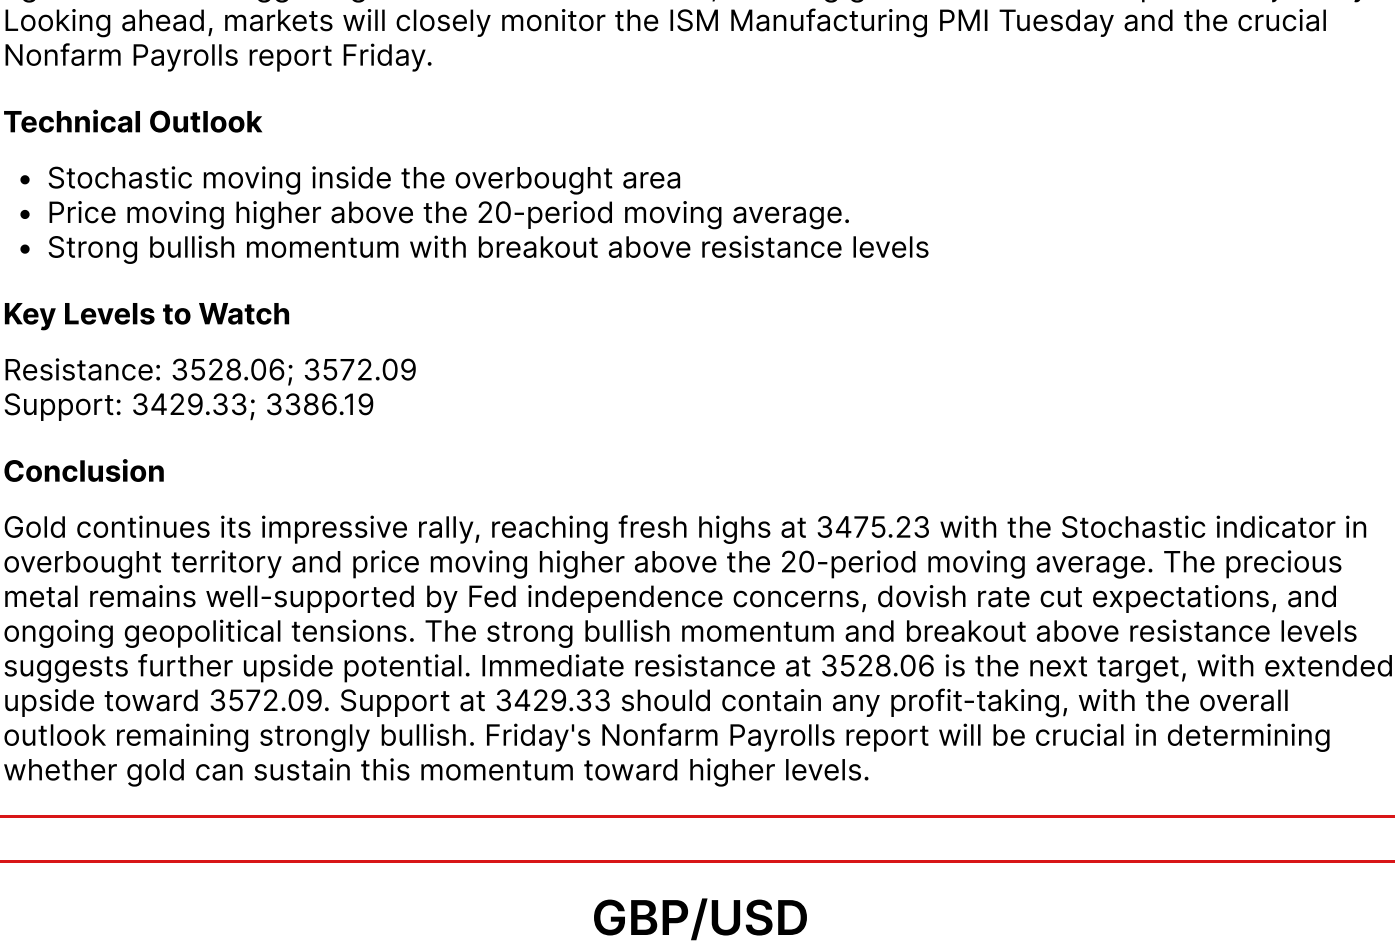 Looking ahead, markets will closely monitor the ISM Manufacturing PMI Tuesday and the crucial
Nonfarm Payrolls report Friday.
Technical Outlook
• Stochastic moving inside the overbought area
• Price moving higher above the 20-period moving average.
• Strong bullish momentum with breakout above resistance levels
Key Levels to Watch
Resistance: 3528.06; 3572.09
Support: 3429.33; 3386.19
Conclusion
Gold continues its impressive rally, reaching fresh highs at 3475.23 with the Stochastic indicator in
overbought territory and price moving higher above the 20-period moving average. The precious
metal remains well-supported by Fed independence concerns, dovish rate cut expectations, and
ongoing geopolitical tensions. The strong bullish momentum and breakout above resistance levels
suggests further upside potential. Immediate resistance at 3528.06 is the next target, with extended
upside toward 3572.09. Support at 3429.33 should contain any profit-taking, with the overall
outlook remaining strongly bullish. Friday's Nonfarm Payrolls report will be crucial in determining
whether gold can sustain this momentum toward higher levels.
GBP/USD